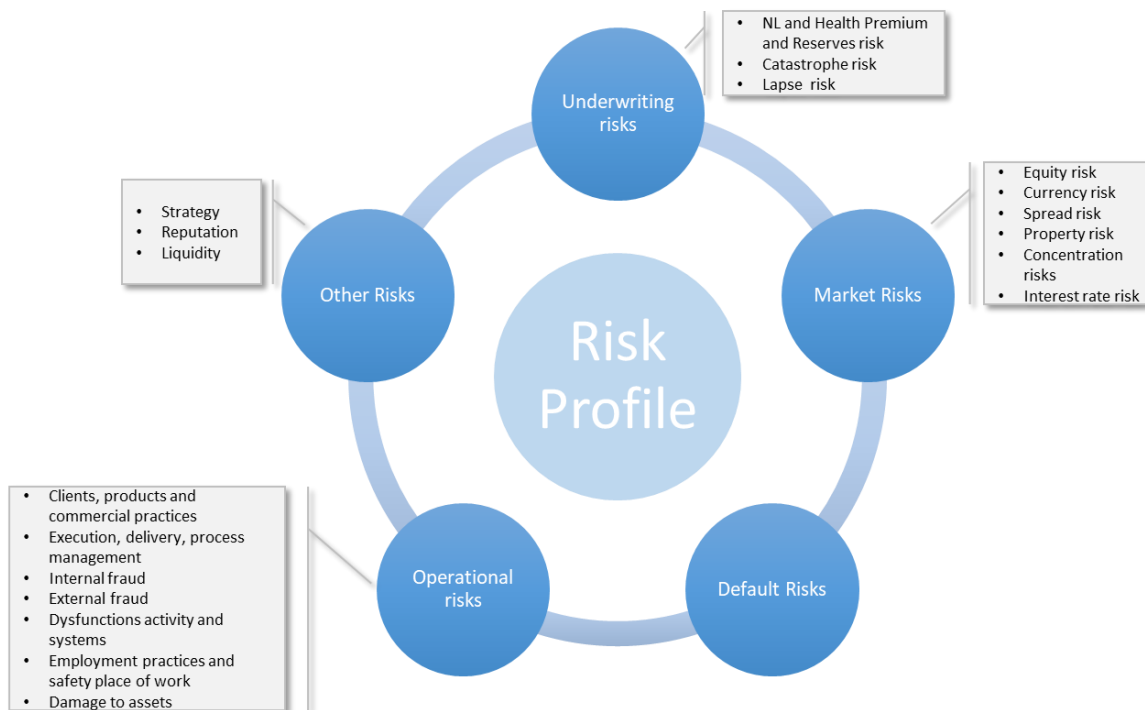 • NL and Health Premium
and Reserves risk
• Catastrophe risk
• Lapse risk
Underwriting
risks
• Equity risk
• Currency risk
• Spread risk
• Property risk
• Concentration
risks
• Interest rate risk
Market Risks
• Strategy
• Reputation
• Liquidity
Other Risks
Risk
Profile
• Clients, products and
commercial practices
• Execution, delivery, process
management
• Internal fraud
• External fraud
• Dysfunctions activity and
systems
• Employment practices and
safety place of work
• Damage to assets
Operational
risks
Default Risks